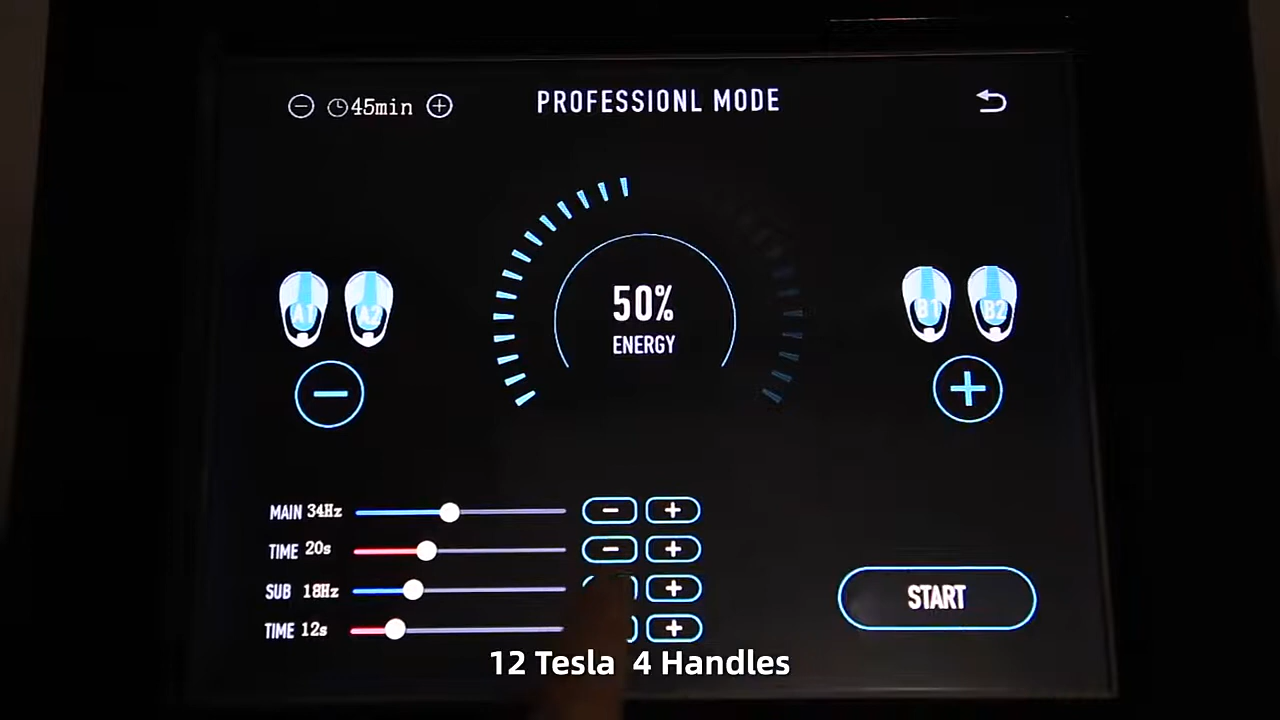 45min
PROFESSIONL MODE
A1
A2
50%
ENERGY
B1
B2
MAIN 34Hz
TIME 20s
SUB 18Hz
TIME 12s
START
12 Tesla 4 Handles